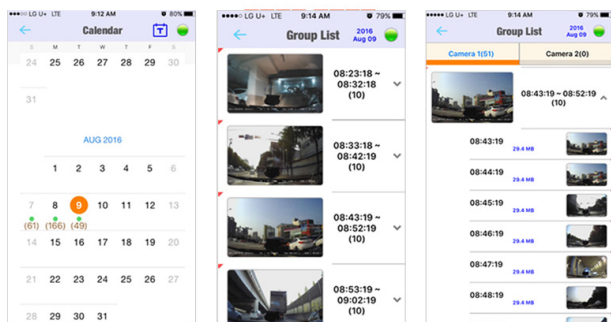 LG U+ LTE 9:12 AM 80%
Calendar T
S M T W T F S
24 25 26 27 28 29 30
31
AUG 2016
1 2 3 4 5 6
7 8 9 10 11 12 13
(61) (166) (49)
14 15 16 17 18 19 20
21 22 23 24 25 26 27
28 29 30 31
LG U+ LTE 9:14 AM 79%
Group List 2016
Aug 09
08:23:18 ~
08:32:18
(10)
08:33:18 ~
08:42:19
(10)
08:43:19 ~
08:52:19
(10)
08:53:19 ~
09:02:19
(10)
LG U+ LTE 9:14 AM 79%
Group List 2016
Aug 09
Camera 1(51) Camera 2(0)
08:43:19 ~ 08:52:19
(10)
08:43:19
29.4 MB
08:44:19
29.4 MB
08:45:19
29.4 MB
08:46:19
29.4 MB
08:47:19
29.4 MB
08:48:19
29.4 MB